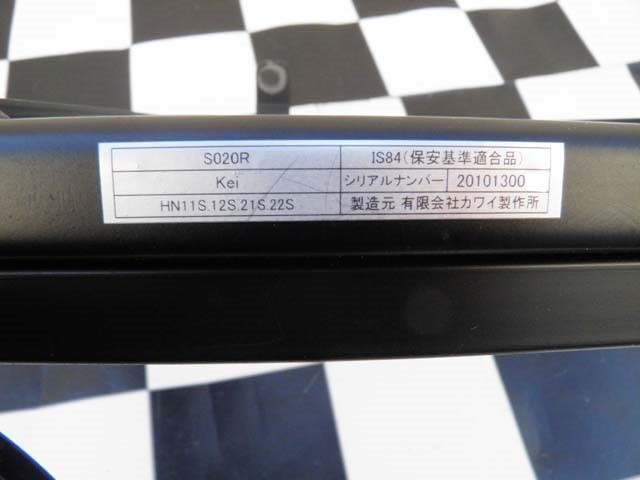 S020R IS84(保安基準適合品)
Kei シリアルナンバー 20101300
HN11S.12S.21S.22S 製造元 有限会社カワイ製作所